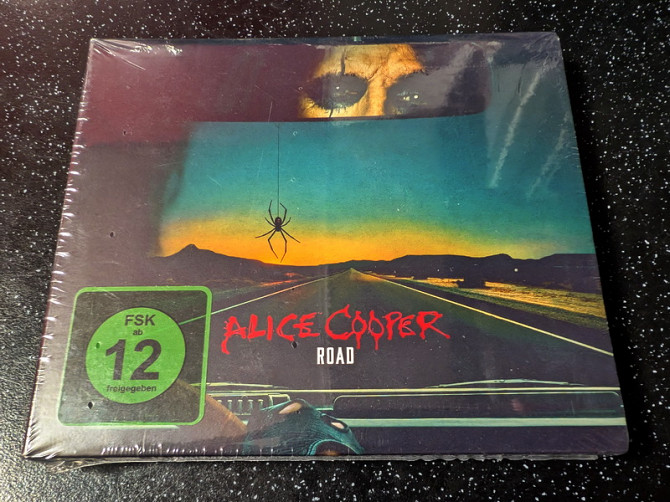 FSK
ab
12
freigegeben
ALICE COOPER
ROAD